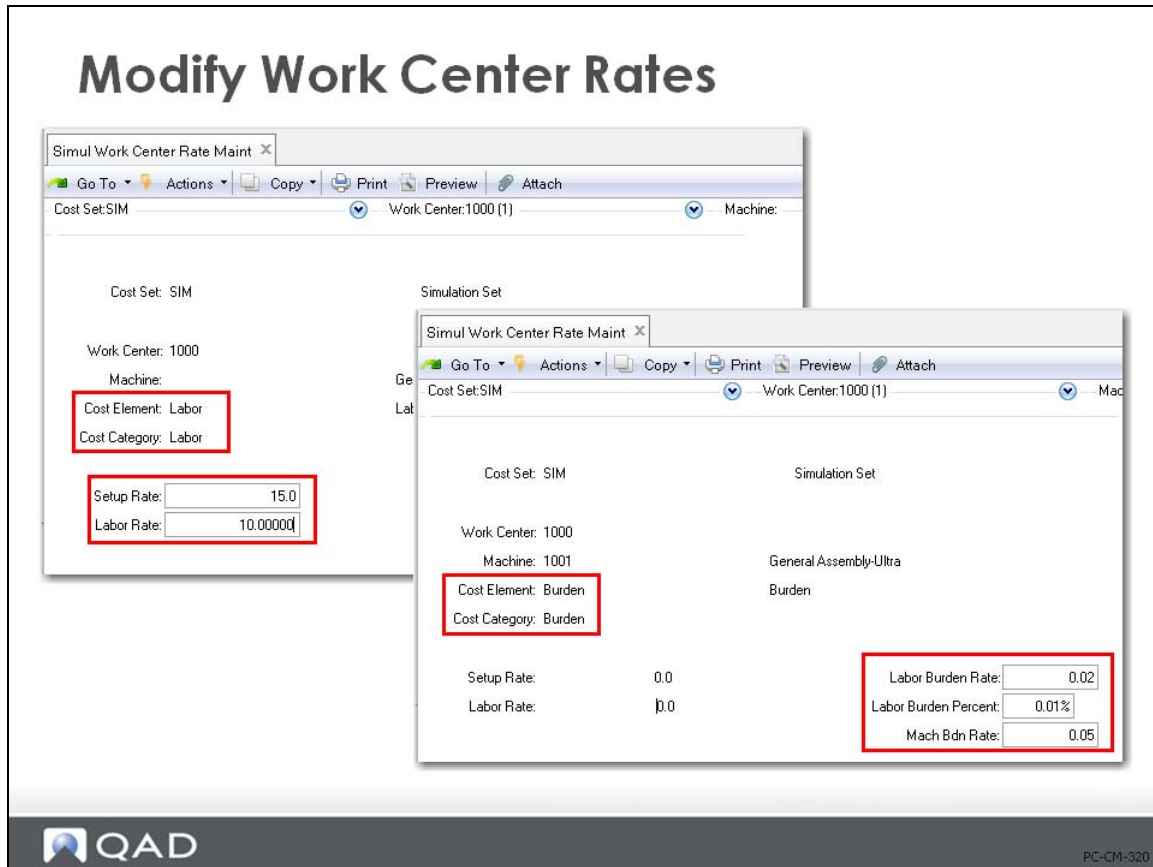 Modify Work Center Rates
Simul Work Center Rate Maint
Go To Actions Copy Print Preview Attach
Cost Set:SIM Work Center:1000 (1) Machine:
Cost Set: SIM Simulation Set
Work Center: 1000
Machine: Ge
Cost Element: Labor Lab
Cost Category: Labor
Setup Rate: 15.0
Labor Rate: 10.00000
Simul Work Center Rate Maint
Go To Actions Copy Print Preview Attach
Cost Set:SIM Work Center:1000 (1) Mac
Cost Set: SIM Simulation Set
Work Center: 1000
Machine: 1001 General Assembly-Ultra
Cost Element: Burden Burden
Cost Category: Burden
Setup Rate: 0.0 Labor Burden Rate: 0.02
Labor Rate: 0.0 Labor Burden Percent: 0.01%
Mach Bdn Rate: 0.05
QAD
PC-CM-320